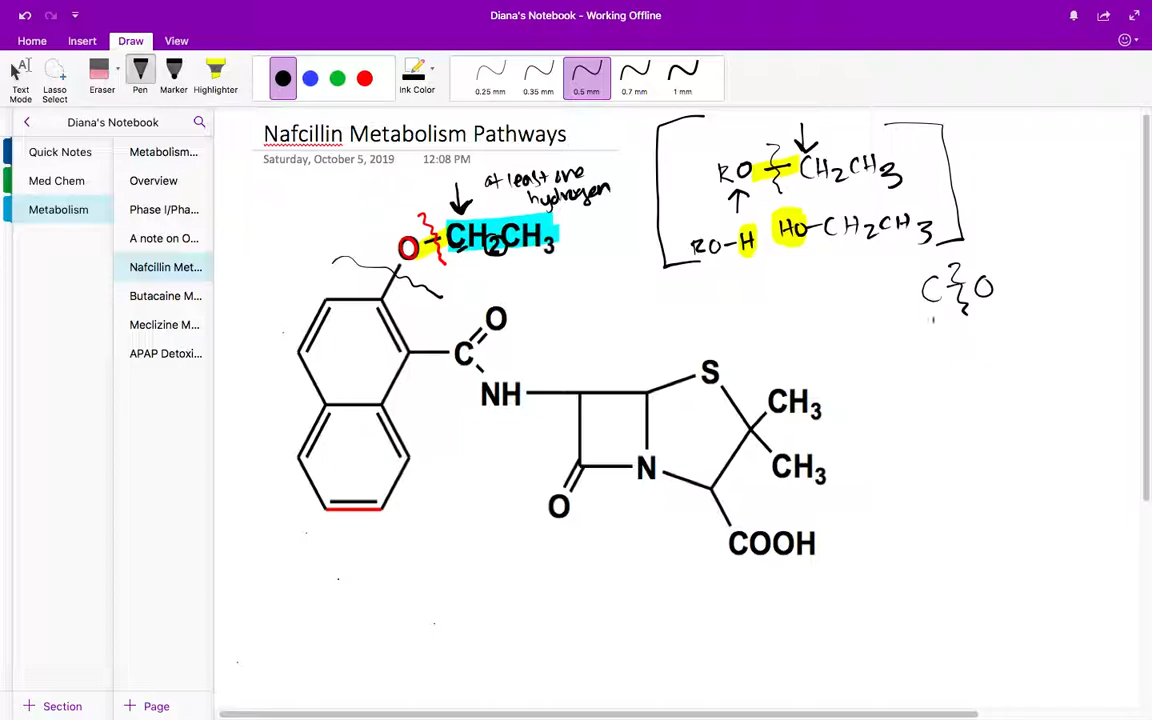 Diana's Notebook - Working Offline
Home Insert Draw View
Text Mode
Lasso Select
Eraser
Pen
Marker
Highlighter
Ink Color
0.25 mm
0.35 mm
0.5 mm
0.7 mm
1 mm
Diana's Notebook
Quick Notes
Med Chem
Metabolism
Metabolism...
Overview
Phase I/Pha...
A note on O...
Nafcillin Met...
Butacaine M...
Meclizine M...
APAP Detoxi...
+ Section
+ Page
Nafcillin Metabolism Pathways
Saturday, October 5, 2019 12:08 PM
at least one
hydrogen
O CH2CH3
RO-CH2CH3
RO-H HO-CH2CH3
C O
O
C
NH
S
CH3
CH3
N
O
COOH